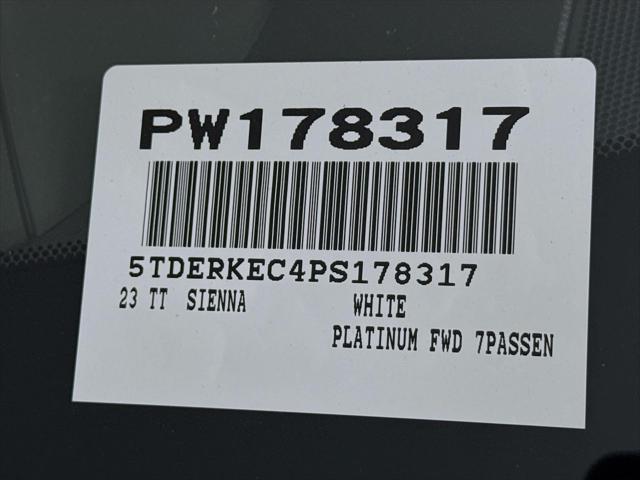 PW178317
5TDERKEC4PS178317
23 TT SIENNA WHITE
PLATINUM FWD 7PASSEN